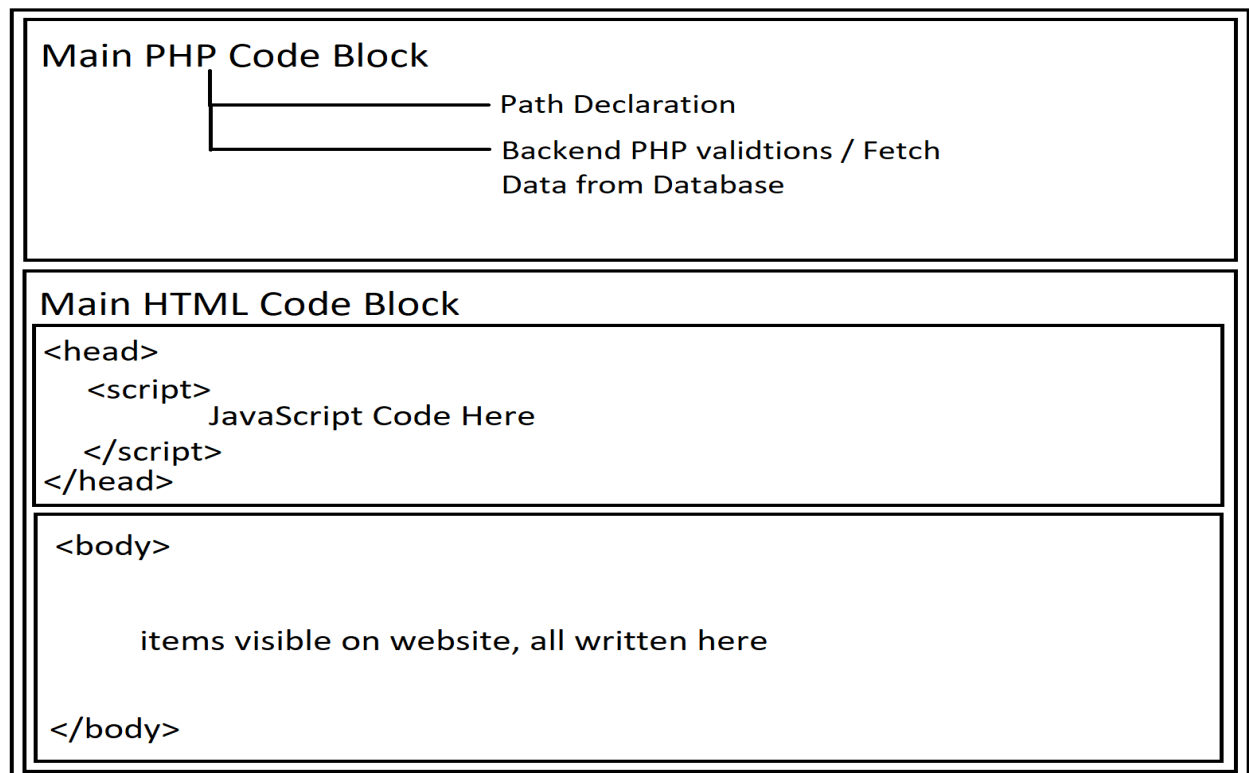 Main PHP Code Block
Path Declaration
Backend PHP validtions / Fetch
Data from Database
Main HTML Code Block
<head>
<script>
JavaScript Code Here
</script>
</head>
<body>
items visible on website, all written here
</body>